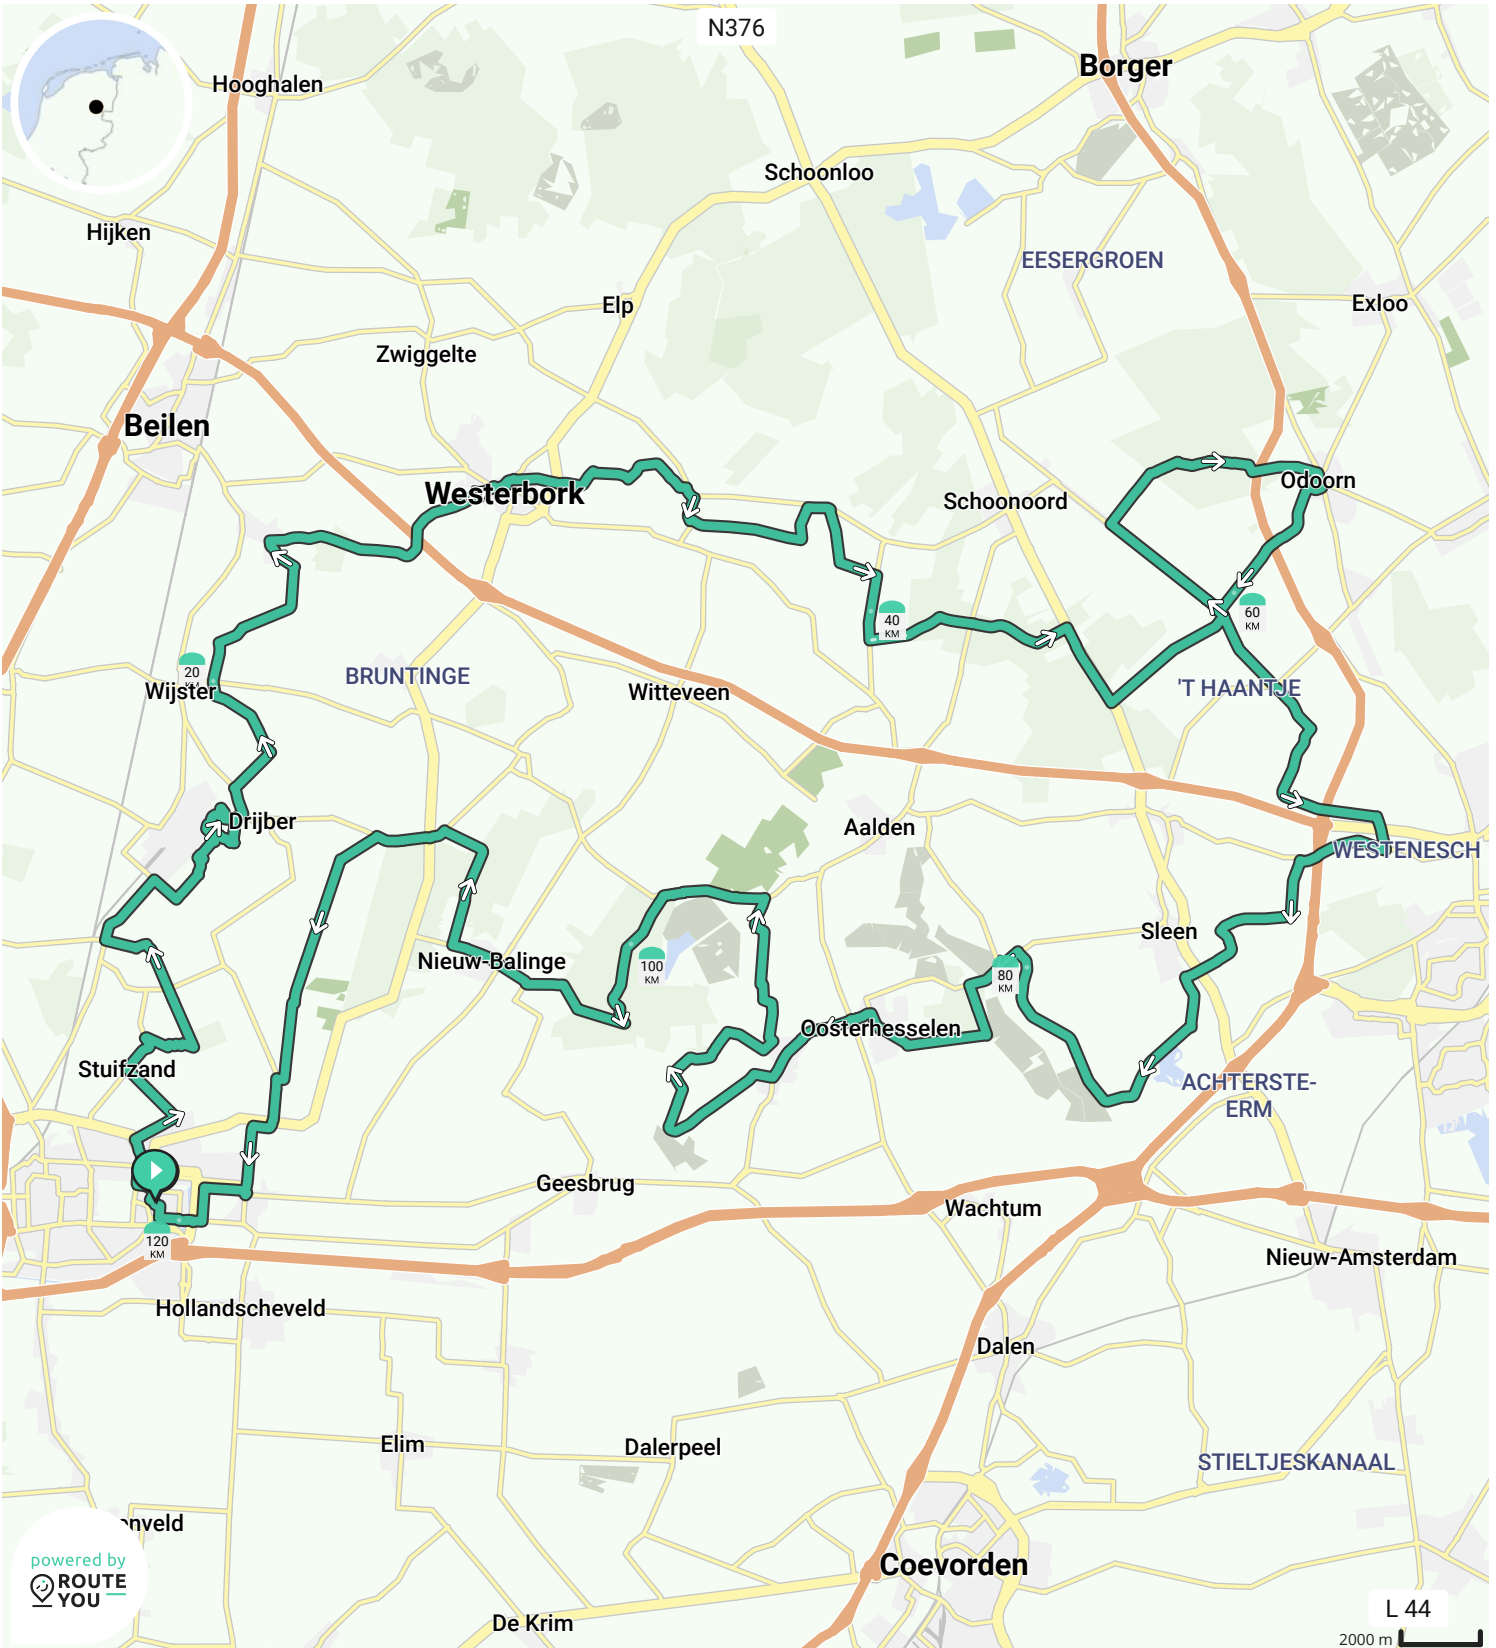 N376
Borger
Hooghalen
Schoonloo
Hijken
EESERGROEN
Exloo
Elp
Zwiggelte
Beilen
Odoorn
Westerbork
Schoonoord
40
KM
60
KM
20
KM
BRUNTINGE
'T HAANTJE
Wijster
Witteveen
Drijber
Aalden
WESTENESCH
Sleen
Nieuw-Balinge
100
KM
80
KM
Oosterhesselen
Stuifzand
ACHTERSTE-
ERM
Geesbrug
Wachtum
120
KM
Nieuw-Amsterdam
Hollandscheveld
Dalen
Elim
Dalerpeel
STIELTJESKANAAL
onveld
powered by
ROUTE
YOU
Coevorden
De Krim
L 44
2000 m